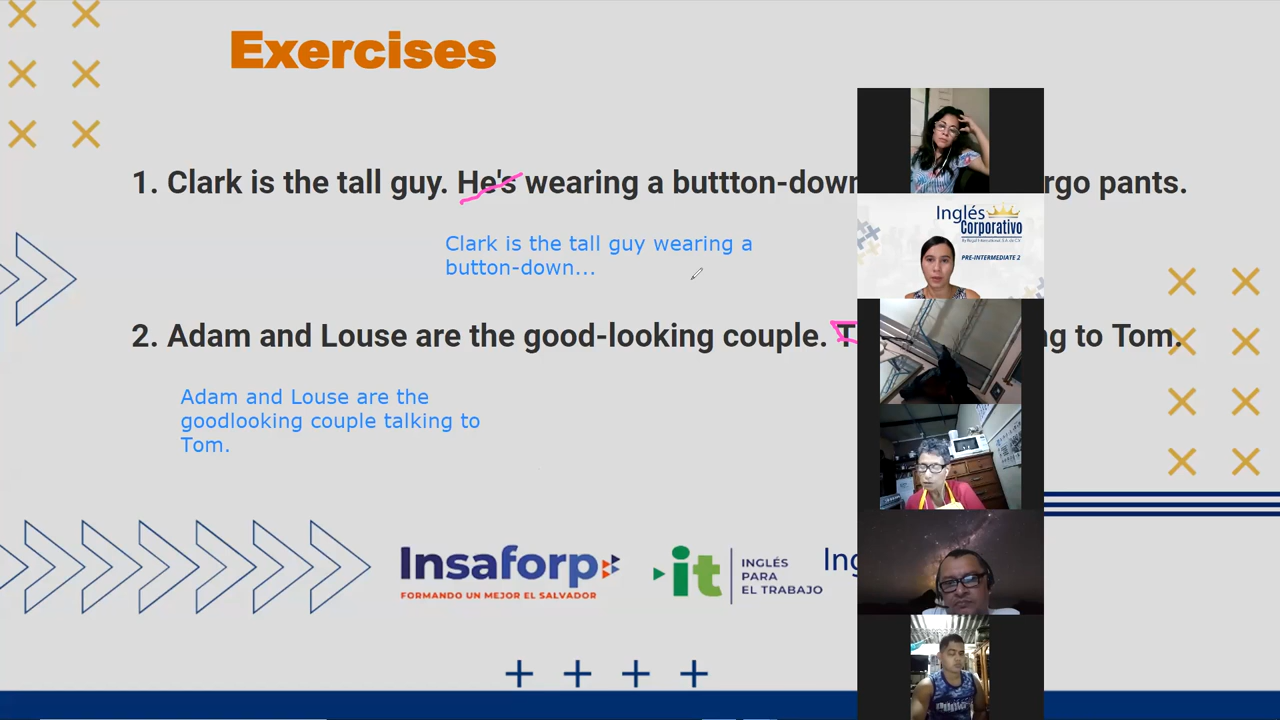 Exercises
1. Clark is the tall guy. He's wearing a buttton-down rgo pants.
Clark is the tall guy wearing a
button-down...
2. Adam and Louse are the good-looking couple. T ng to Tom.
Adam and Louse are the
goodlooking couple talking to
Tom.
Inglés
Corporativo
PRE-INTERMEDIATE 2
Insaforp
FORMANDO UN MEJOR EL SALVADOR
it
INGLÉS
PARA
EL TRABAJO
Ing
PUMA